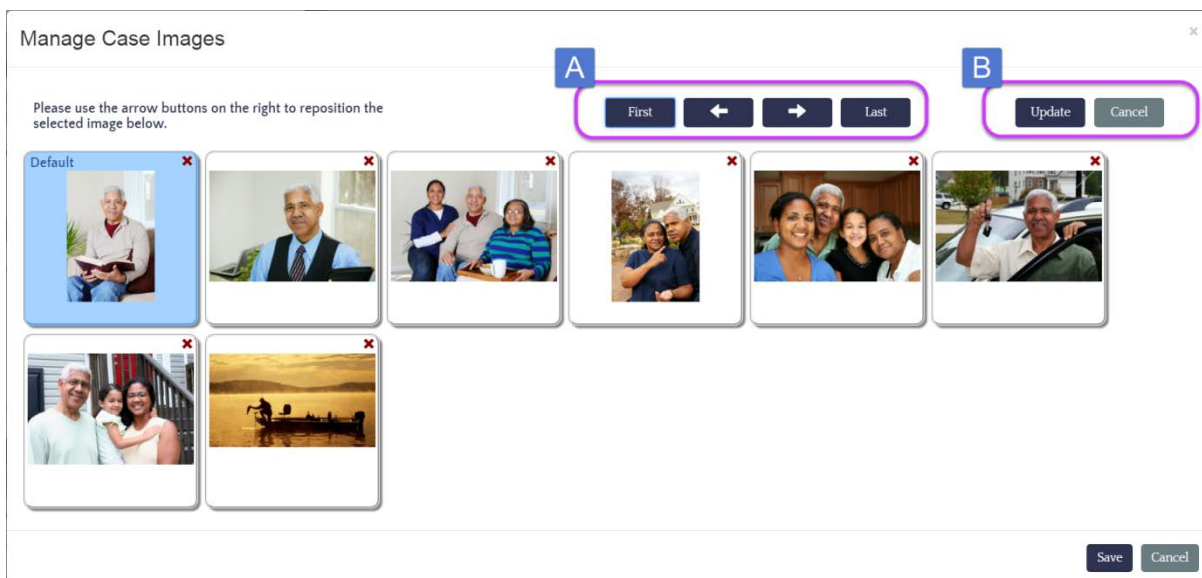 Manage Case Images
×
A
B
Please use the arrow buttons on the right to reposition the
selected image below.
First
Last
Update
Cancel
Default
Save
Cancel